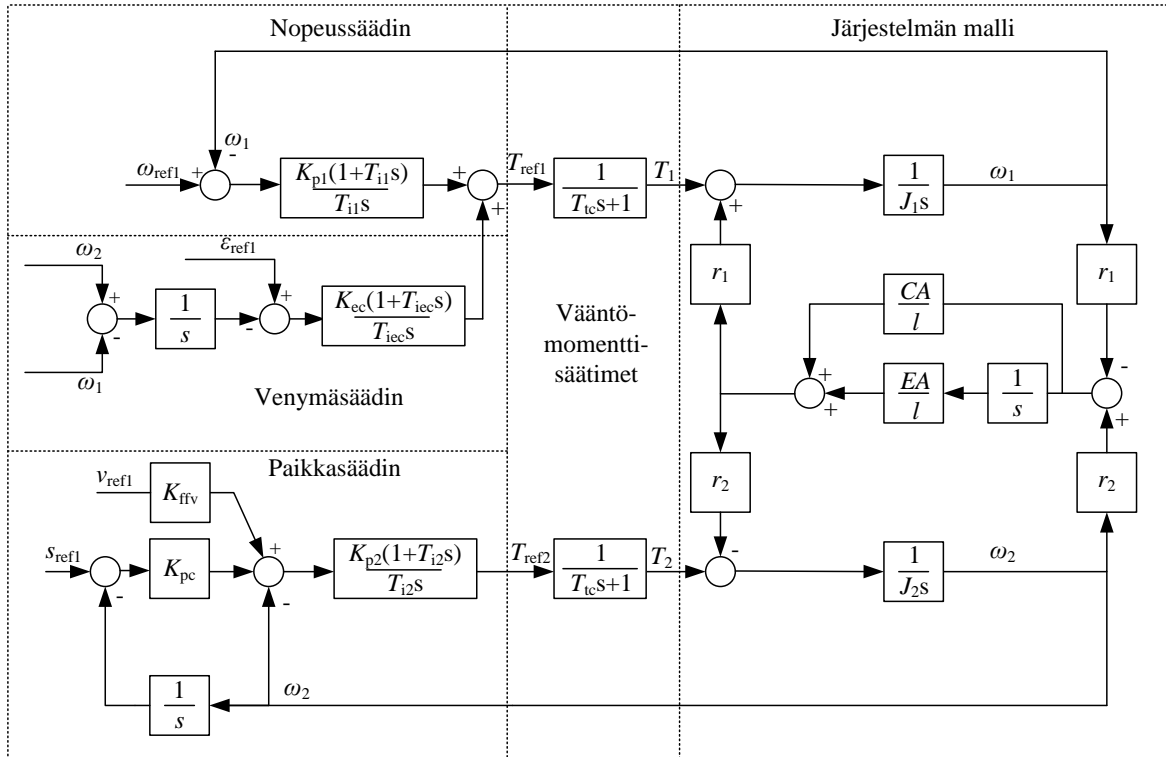 Nopeussäädin
Järjestelmän malli
ω1
-
ωref1
+
Kp1(1+Ti1s)
Ti1s
+
+
Tref1
1
Ttcs+1
T1
+
1
J1s
ω1
ω2
+
-
ω1
1
s
-
εref1
+
Kec(1+Tiecs)
Tiecs
Venymäsäädin
Vääntö-
momentti-
säätimet
r1
r1
CA
l
+
+
EA
l
1
s
-
+
r2
r2
Paikkasäädin
vref1
Kffv
sref1
-
Kpc
+
-
Kp2(1+Ti2s)
Ti2s
Tref2
1
Ttcs+1
T2
-
1
J2s
ω2
1
s
ω2